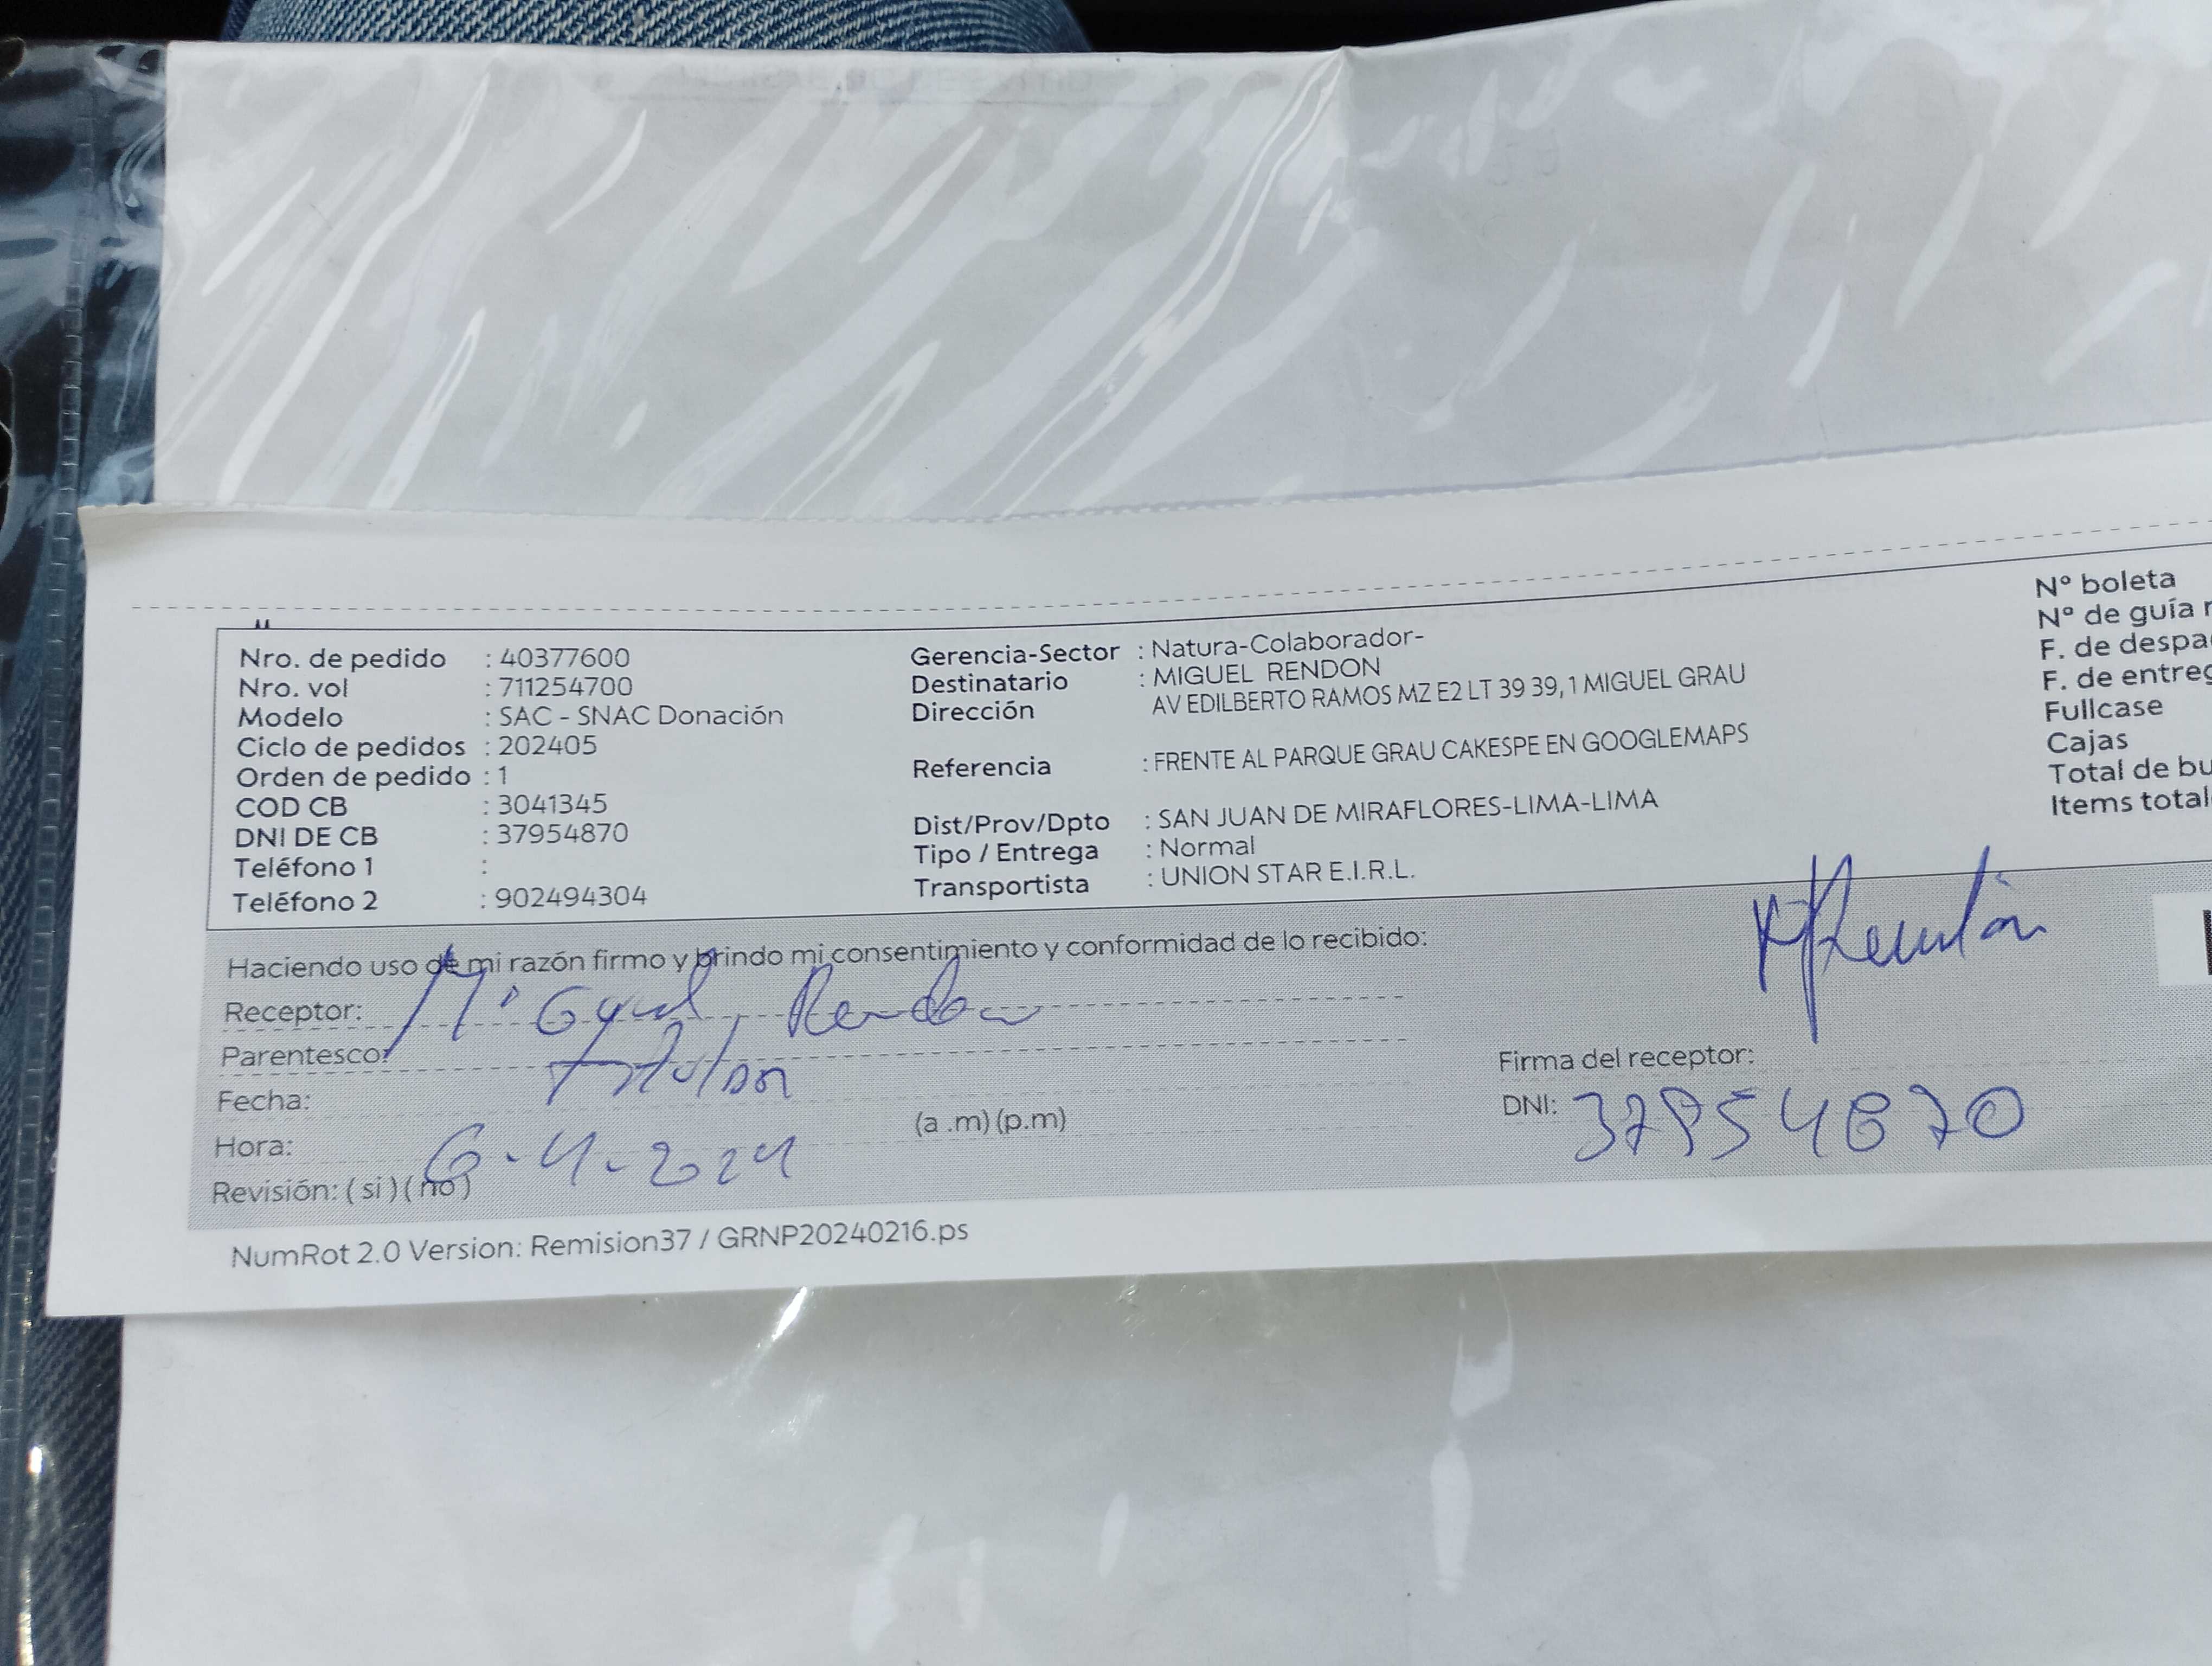 Nro. de pedido : 40377600
Nro. vol : 711254700
Modelo : SAC - SNAC Donación
Ciclo de pedidos : 202405
Orden de pedido : 1
COD CB : 3041345
DNI DE CB : 37954870
Teléfono 1 :
Teléfono 2 : 902494304
Gerencia-Sector : Natura-Colaborador-
Destinatario : MIGUEL RENDON
Dirección AV EDILBERTO RAMOS MZ E2 LT 39 39, 1 MIGUEL GRAU
Referencia : FRENTE AL PARQUE GRAU CAKESPE EN GOOGLEMAPS
Dist/Prov/Dpto : SAN JUAN DE MIRAFLORES-LIMA-LIMA
Tipo / Entrega : Normal
Transportista : UNION STAR E.I.R.L.
Nº boleta
Nº de guía r
F. de despa
F. de entreg
Fullcase
Cajas
Total de bu
Items total
Haciendo uso de mi razón firmo y brindo mi consentimiento y conformidad de lo recibido:
Receptor: Miguel Rendon
Parentesco: Titular
Fecha:
(a .m) (p.m)
Hora: 6-4-2024
Revisión: ( si ) ( no )
MRendón
Firma del receptor:
DNI: 37954870
NumRot 2.0 Version: Remision37 / GRNP20240216.ps